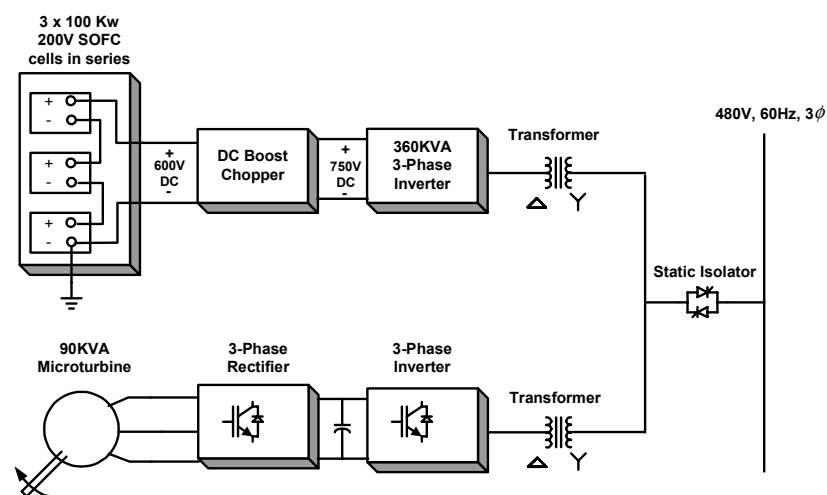 3 x 100 Kw
200V SOFC
cells in series
+
-
+
-
+
-
+
600V
DC
-
DC Boost
Chopper
+
750V
DC
-
360KVA
3-Phase
Inverter
Transformer
Δ
Y
480V, 60Hz, 3ϕ
Static Isolator
90KVA
Microturbine
3-Phase
Rectifier
3-Phase
Inverter
Transformer
Δ
Y